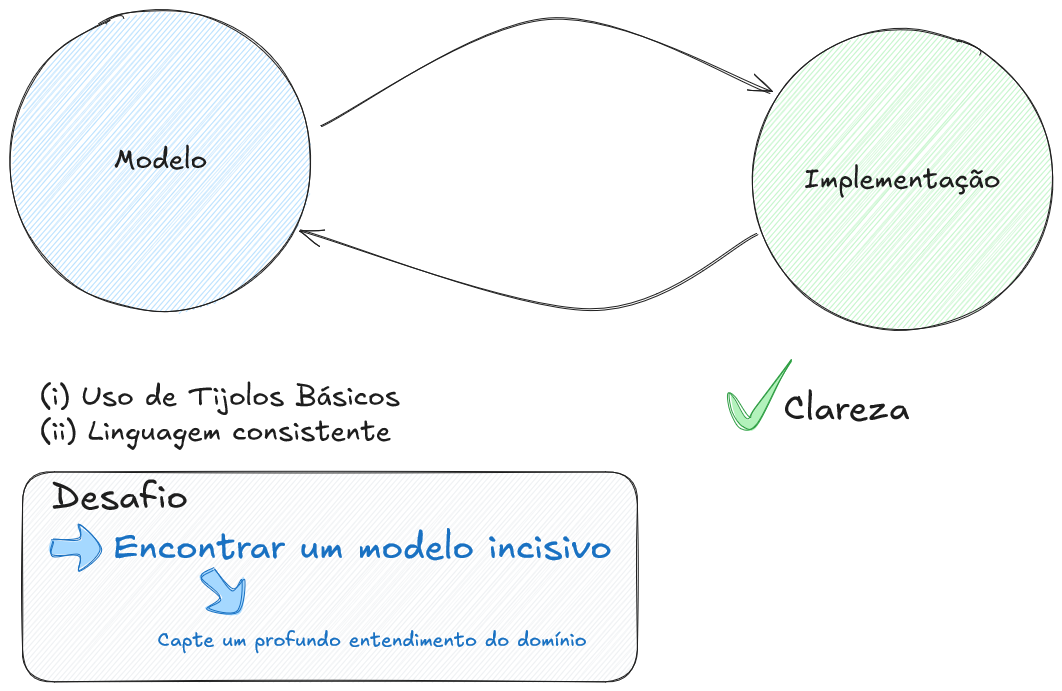 Modelo
Implementação
(i) Uso de Tijolos Básicos
(ii) Linguagem consistente
Clareza
Desafio
Encontrar um modelo incisivo
Capte um profundo entendimento do domínio